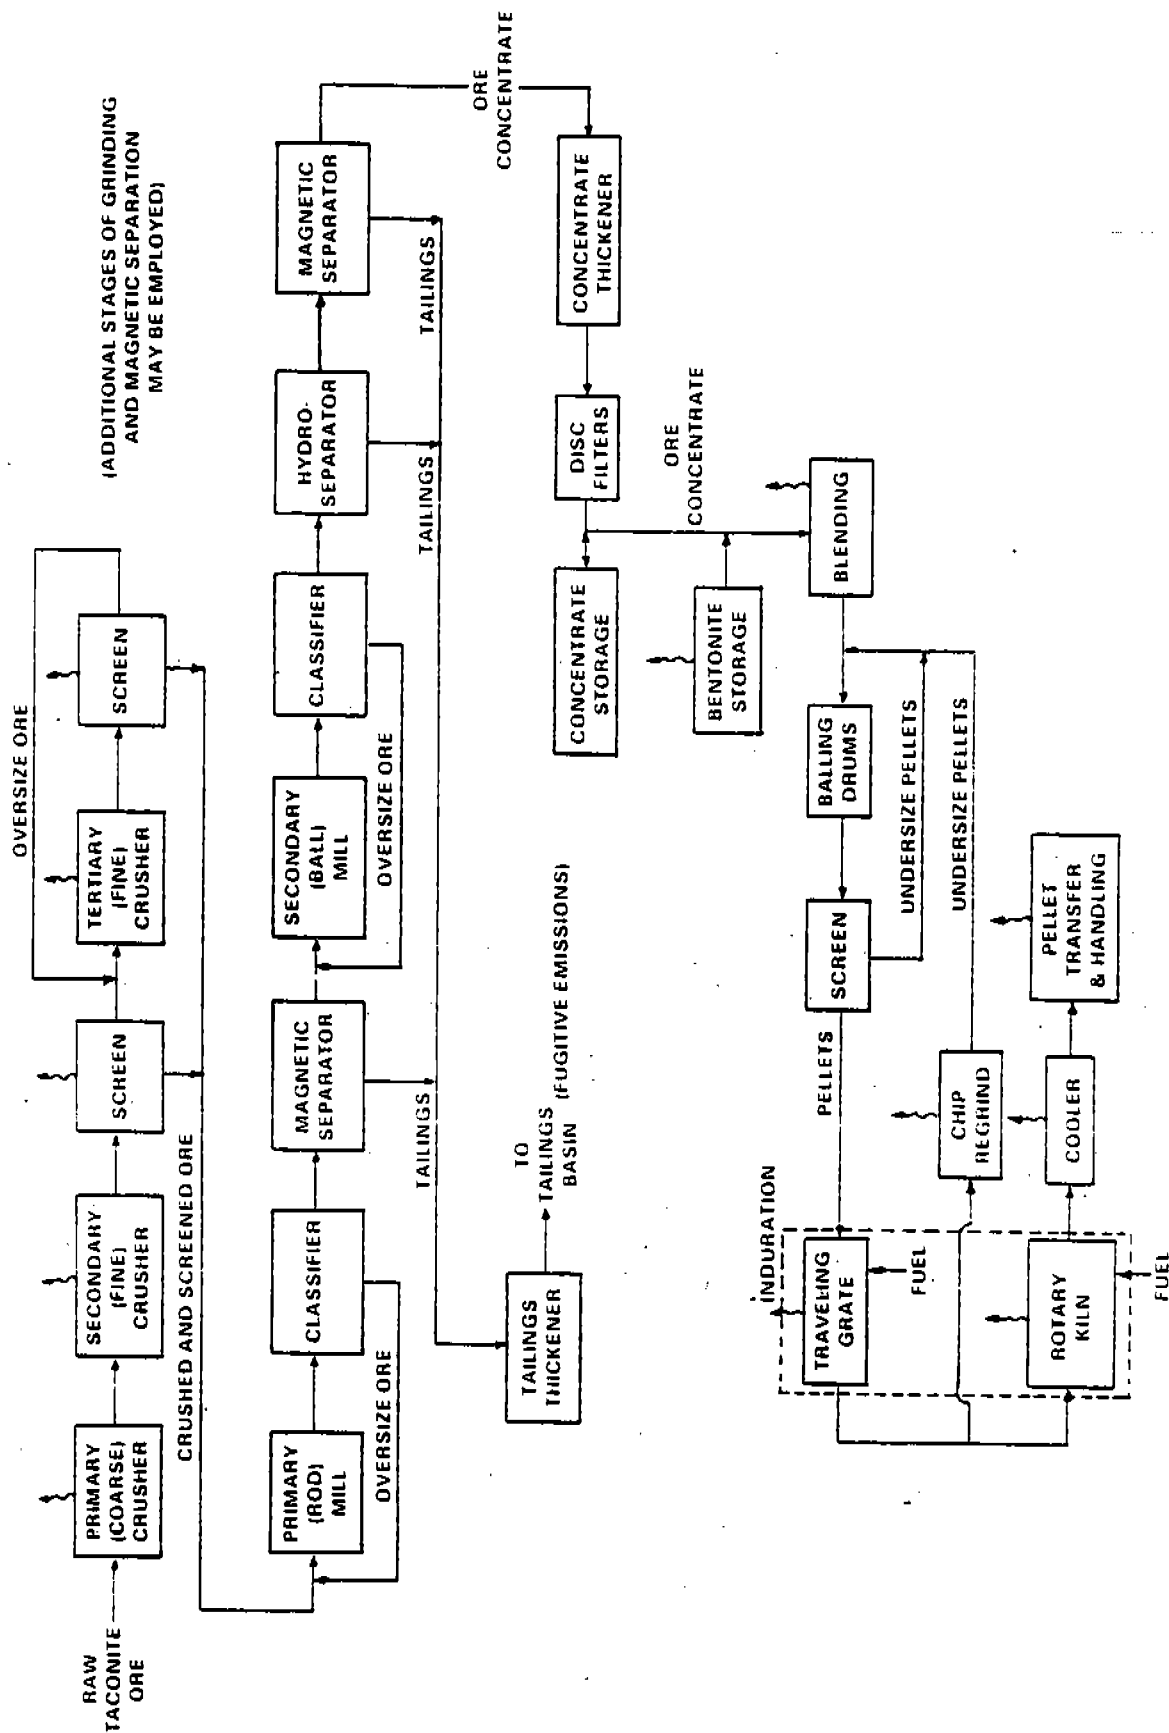 RAW
TACONITE
ORE
PRIMARY
(COARSE)
CRUSHER
SECONDARY
(FINE)
CRUSHER
SCREEN
TERTIARY
(FINE)
CRUSHER
SCREEN
OVERSIZE ORE
(ADDITIONAL STAGES OF GRINDING
AND MAGNETIC SEPARATION
MAY BE EMPLOYED)
CRUSHED AND SCREENED ORE
PRIMARY
(ROD)
MILL
CLASSIFIER
OVERSIZE ORE
MAGNETIC
SEPARATOR
SECONDARY
(BALL)
MILL
CLASSIFIER
OVERSIZE ORE
HYDRO-
SEPARATOR
MAGNETIC
SEPARATOR
TAILINGS
TAILINGS
TAILINGS
ORE
CONCENTRATE
TAILINGS
THICKENER
TO
TAILINGS
BASIN
(FUGITIVE EMISSIONS)
CONCENTRATE
THICKENER
DISC
FILTERS
CONCENTRATE
STORAGE
ORE
CONCENTRATE
BENTONITE
STORAGE
BLENDING
BALLING
DRUMS
SCREEN
UNDERSIZE PELLETS
UNDERSIZE PELLETS
PELLETS
INDURATION
TRAVELING
GRATE
FUEL
CHIP
REGRIND
ROTARY
KILN
FUEL
COOLER
PELLET
TRANSFER
& HANDLING